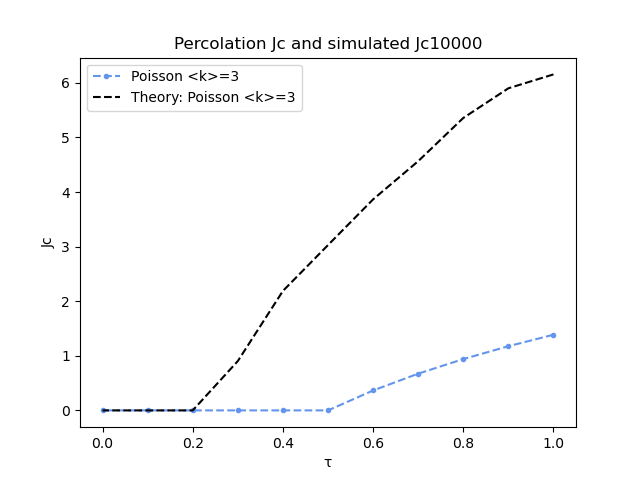 Percolation Jc and simulated Jc10000
Poisson <k>=3
Theory: Poisson <k>=3
Jc
6
5
4
3
2
1
0
0.0 0.2 0.4 0.6 0.8 1.0
τ